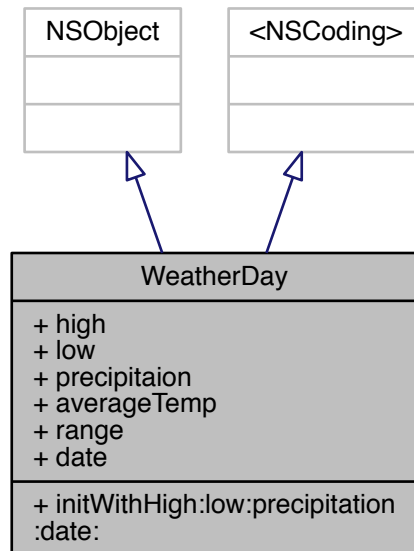 NSObject
<NSCoding>
WeatherDay
+ high
+ low
+ precipitaion
+ averageTemp
+ range
+ date
+ initWithHigh:low:precipitation
:date: